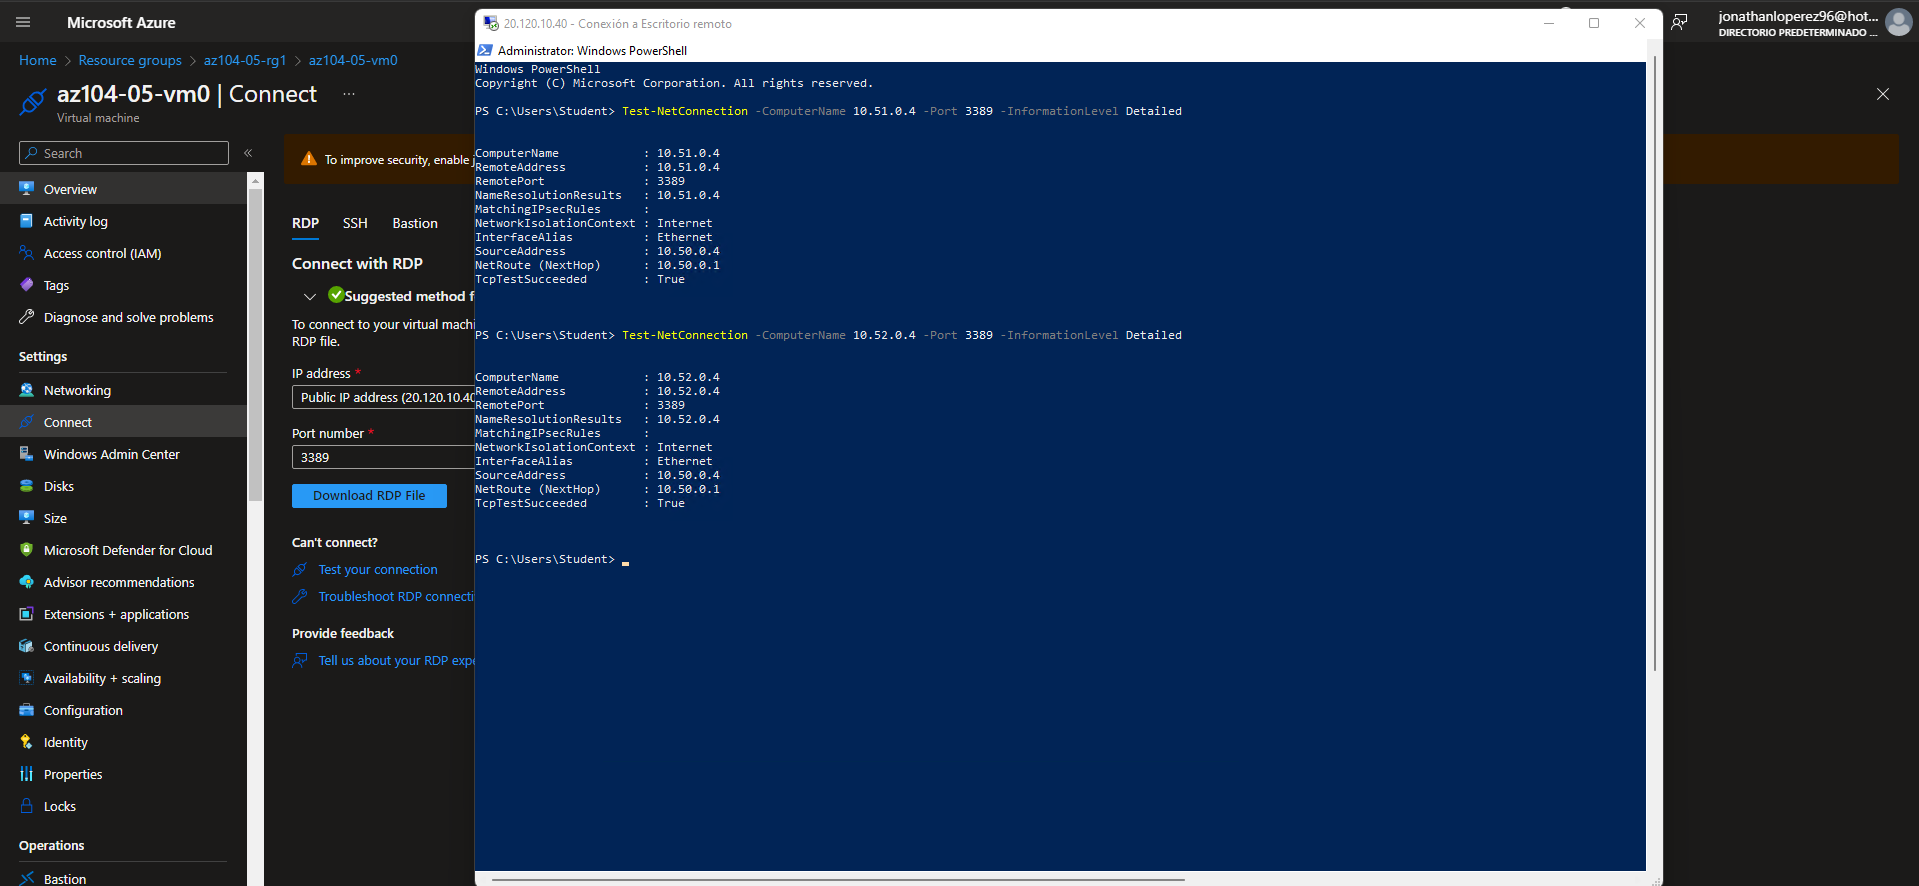 Microsoft Azure
jonathanloperez96@hot...
DIRECTORIO PREDETERMINADO ...
Home > Resource groups > az104-05-rg1 > az104-05-vm0
az104-05-vm0 | Connect ...
Virtual machine
Search
«
Overview
Activity log
Access control (IAM)
Tags
Diagnose and solve problems
Settings
Networking
Connect
Windows Admin Center
Disks
Size
Microsoft Defender for Cloud
Advisor recommendations
Extensions + applications
Continuous delivery
Availability + scaling
Configuration
Identity
Properties
Locks
Operations
Bastion
To improve security, enable j
RDP SSH Bastion
Connect with RDP
Suggested method f
To connect to your virtual machi
RDP file.
IP address *
Public IP address (20.120.10.40
Port number *
3389
Download RDP File
Can't connect?
Test your connection
Troubleshoot RDP connecti
Provide feedback
Tell us about your RDP expe
20.120.10.40 - Conexión a Escritorio remoto
Administrator: Windows PowerShell
Windows PowerShell
Copyright (C) Microsoft Corporation. All rights reserved.
PS C:\Users\Student> Test-NetConnection -ComputerName 10.51.0.4 -Port 3389 -InformationLevel Detailed
ComputerName : 10.51.0.4
RemoteAddress : 10.51.0.4
RemotePort : 3389
NameResolutionResults : 10.51.0.4
MatchingIPsecRules :
NetworkIsolationContext : Internet
InterfaceAlias : Ethernet
SourceAddress : 10.50.0.4
NetRoute (NextHop) : 10.50.0.1
TcpTestSucceeded : True
PS C:\Users\Student> Test-NetConnection -ComputerName 10.52.0.4 -Port 3389 -InformationLevel Detailed
ComputerName : 10.52.0.4
RemoteAddress : 10.52.0.4
RemotePort : 3389
NameResolutionResults : 10.52.0.4
MatchingIPsecRules :
NetworkIsolationContext : Internet
InterfaceAlias : Ethernet
SourceAddress : 10.50.0.4
NetRoute (NextHop) : 10.50.0.1
TcpTestSucceeded : True
PS C:\Users\Student>